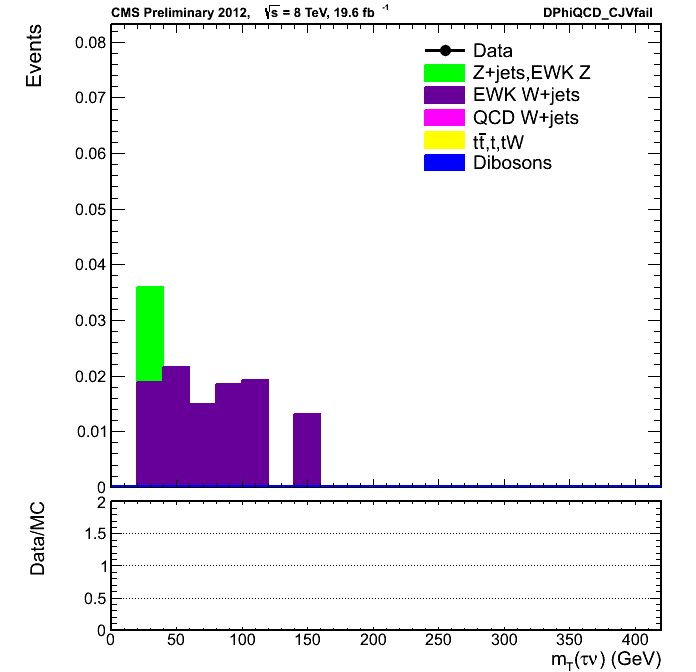 CMS Preliminary 2012, √s = 8 TeV, 19.6 fb⁻¹ DPhiQCD_CJVfail
Events
0.08
0.07
0.06
0.05
0.04
0.03
0.02
0.01
0
Data
Z+jets,EWK Z
EWK W+jets
QCD W+jets
tt̅,t,tW
Dibosons
Data/MC
2
1.5
1
0.5
0
0 50 100 150 200 250 300 350 400
m_T(τν) (GeV)